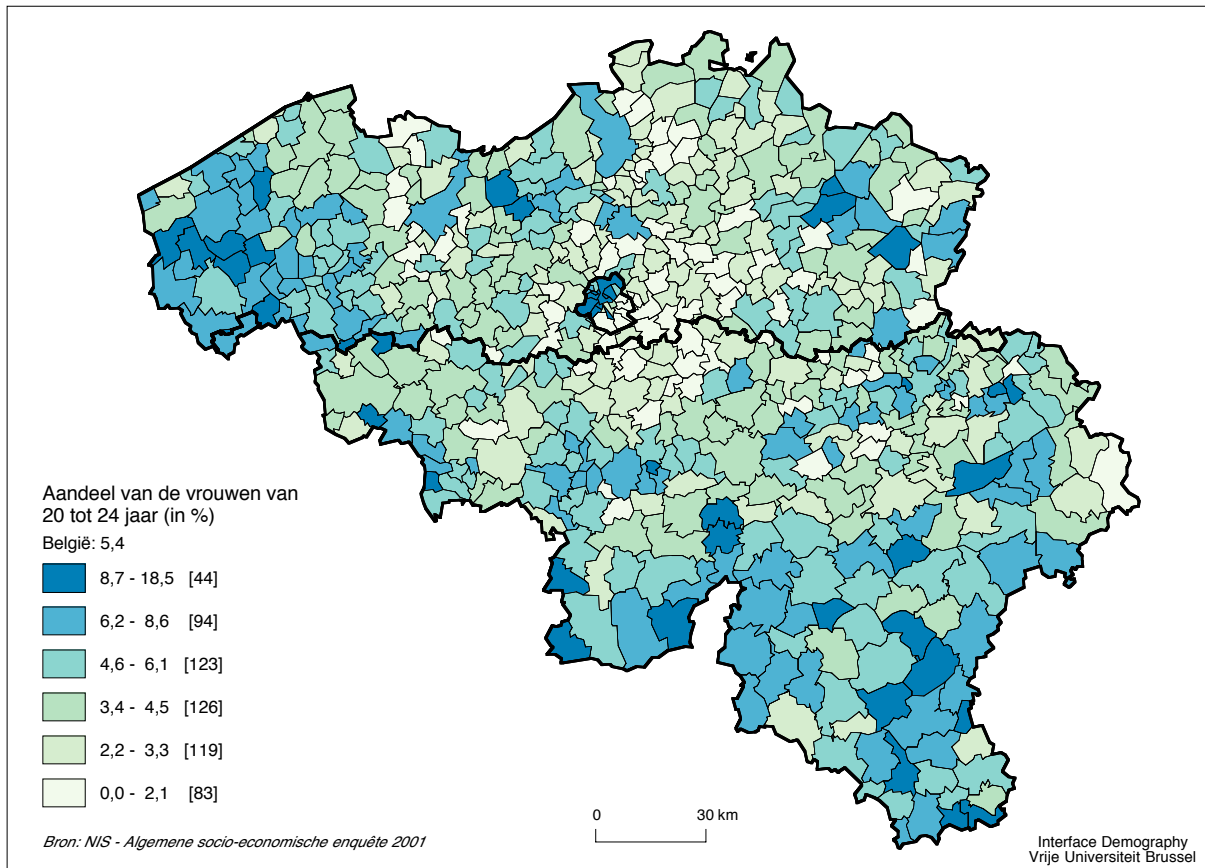 Aandeel van de vrouwen van
20 tot 24 jaar (in %)
België: 5,4
8,7 - 18,5 [44]
6,2 - 8,6 [94]
4,6 - 6,1 [123]
3,4 - 4,5 [126]
2,2 - 3,3 [119]
0,0 - 2,1 [83]
0 30 km
Bron: NIS - Algemene socio-economische enquête 2001
Interface Demography
Vrije Universiteit Brussel